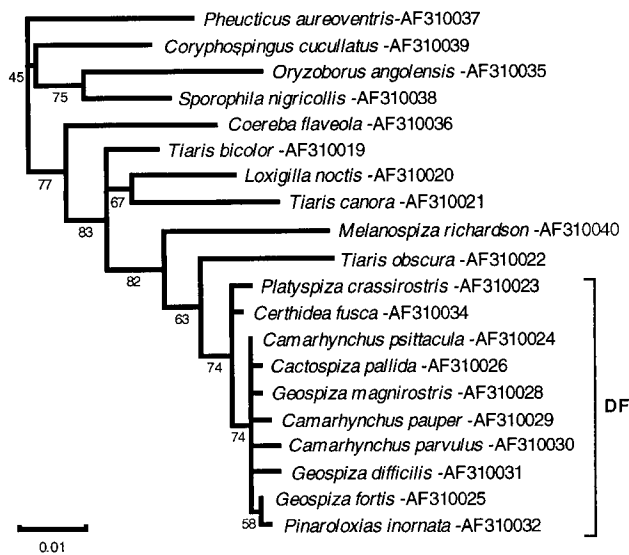 Pheucticus aureoventris-AF310037
Coryphospingus cucullatus -AF310039
45
Oryzoborus angolensis -AF310035
75
Sporophila nigricollis -AF310038
Coereba flaveola -AF310036
Tiaris bicolor -AF310019
77
Loxigilla noctis -AF310020
67
Tiaris canora -AF310021
83
Melanospiza richardson -AF310040
Tiaris obscura -AF310022
82
Platyspiza crassirostris -AF310023
63
Certhidea fusca -AF310034
Camarhynchus psittacula -AF310024
74
Cactospiza pallida -AF310026
Geospiza magnirostris -AF310028
DF
Camarhynchus pauper -AF310029
74
Camarhynchus parvulus -AF310030
Geospiza difficilis -AF310031
Geospiza fortis -AF310025
58
Pinaroloxias inornata -AF310032
0.01